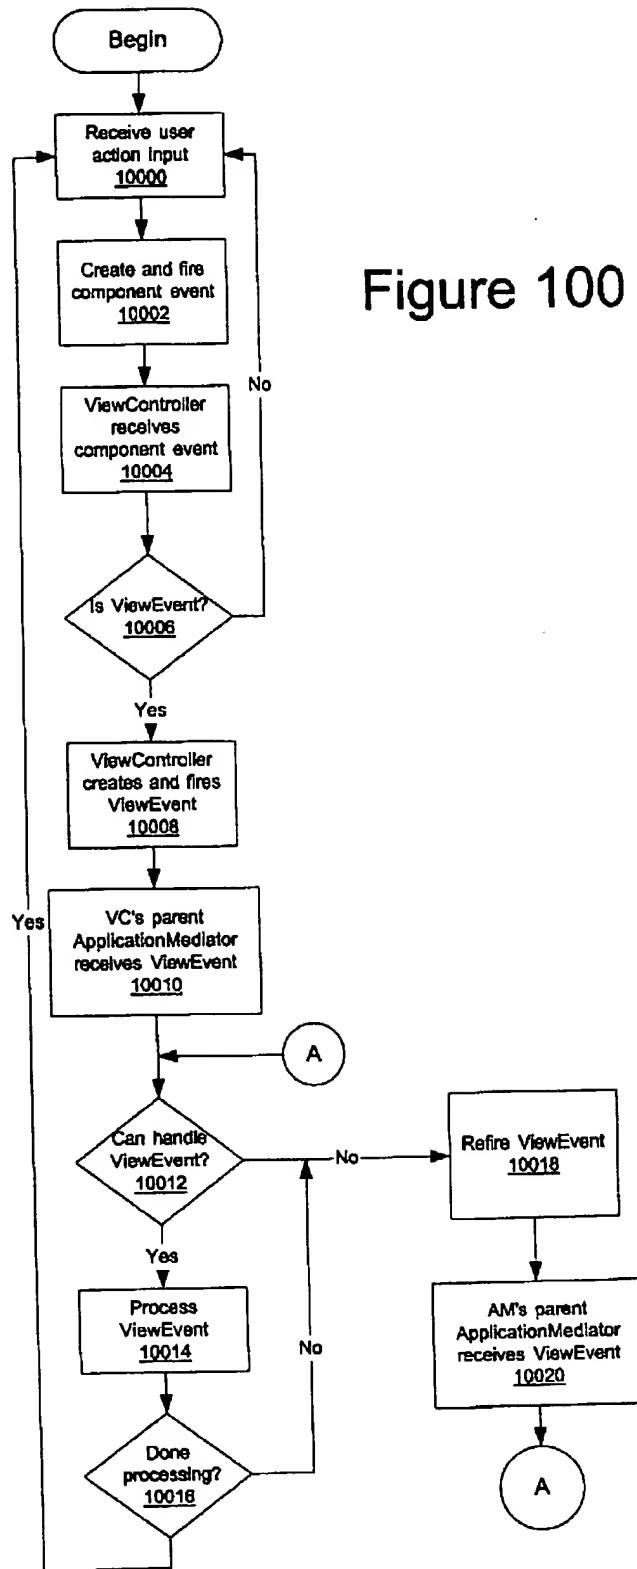 Begin
Receive user
action input
10000
Create and fire
component event
10002
Figure 100
No
ViewController
receives
component event
10004
Is ViewEvent?
10006
Yes
ViewController
creates and fires
ViewEvent
10008
Yes
VC's parent
ApplicationMediator
receives ViewEvent
10010
A
Can handle
ViewEvent?
10012
No
Refire ViewEvent
10018
Yes
Process
ViewEvent
10014
No
AM's parent
ApplicationMediator
receives ViewEvent
10020
Done
processing?
10016
A